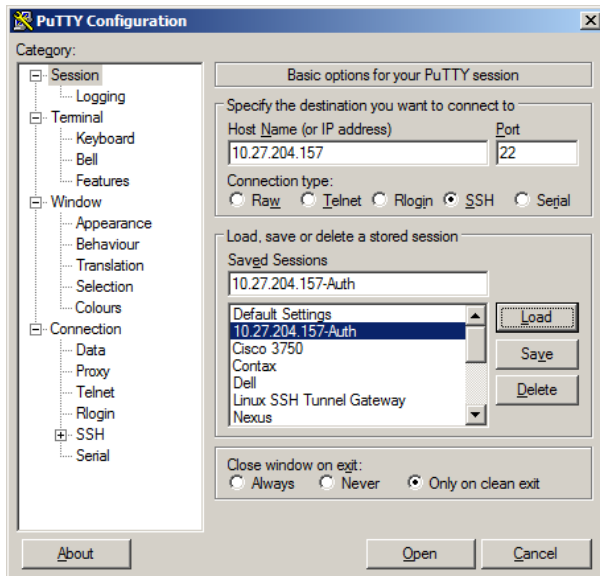 PuTTY Configuration
Category:
Session
Logging
Terminal
Keyboard
Bell
Features
Window
Appearance
Behaviour
Translation
Selection
Colours
Connection
Data
Proxy
Telnet
Rlogin
SSH
Serial
Basic options for your PuTTY session
Specify the destination you want to connect to
Host Name (or IP address) Port
10.27.204.157 22
Connection type:
Raw Telnet Rlogin SSH Serial
Load, save or delete a stored session
Saved Sessions
10.27.204.157-Auth
Default Settings
10.27.204.157-Auth
Cisco 3750
Contax
Dell
Linux SSH Tunnel Gateway
Nexus
Load
Save
Delete
Close window on exit:
Always Never Only on clean exit
About Open Cancel